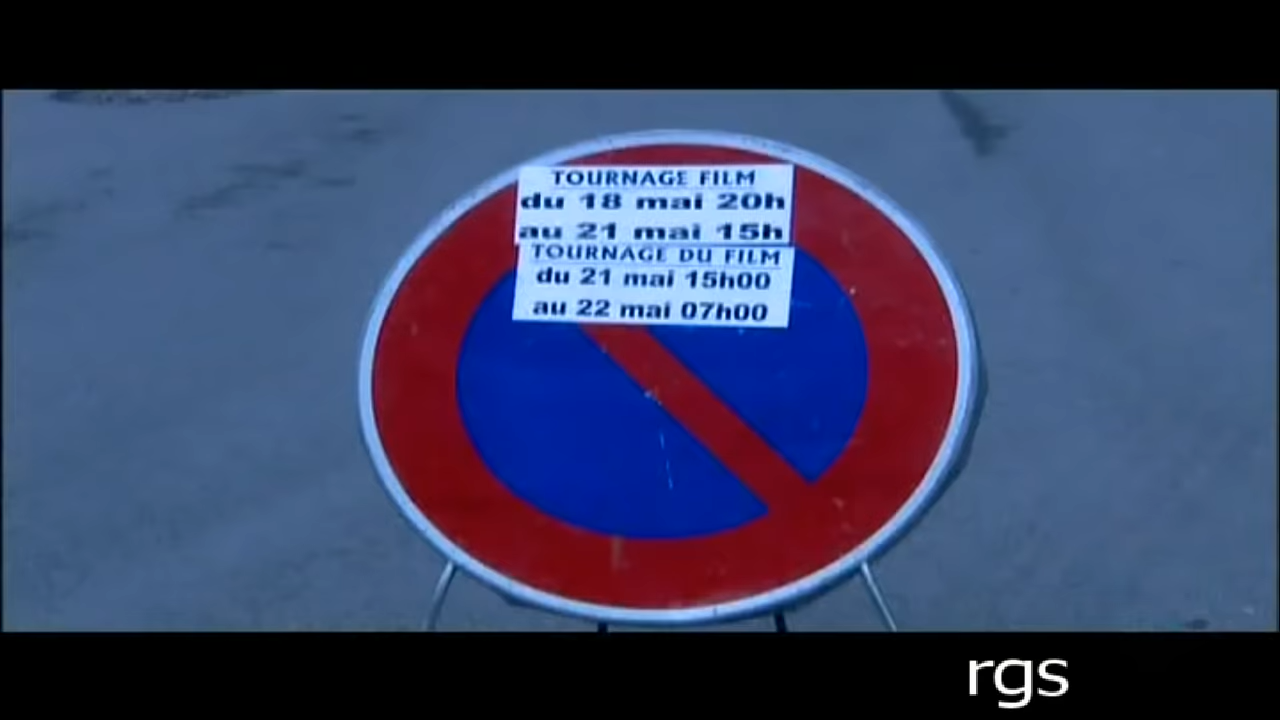 TOURNAGE FILM
du 18 mai 20h
au 21 mai 15h
TOURNAGE DU FILM
du 21 mai 15h00
au 22 mai 07h00
rgs